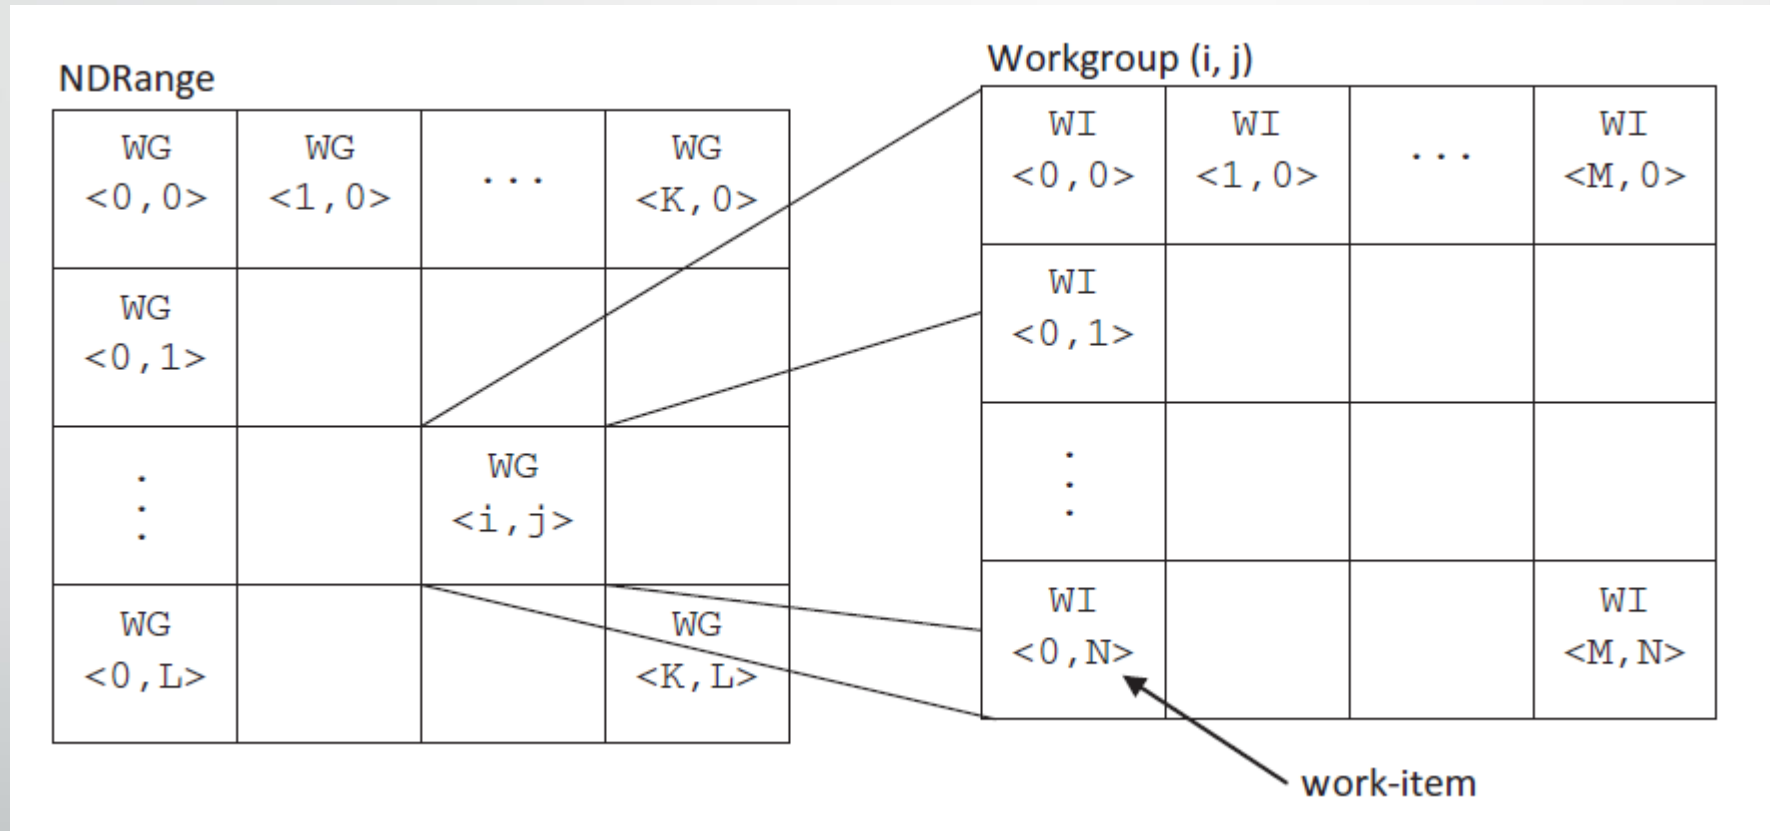 NDRange
WG
<0,0>
WG
<1,0>
...
WG
<K,0>
WG
<0,1>
.
.
.
WG
<i,j>
WG
<0,L>
WG
<K,L>
Workgroup (i, j)
WI
<0,0>
WI
<1,0>
...
WI
<M,0>
WI
<0,1>
.
.
.
WI
<0,N>
WI
<M,N>
work-item